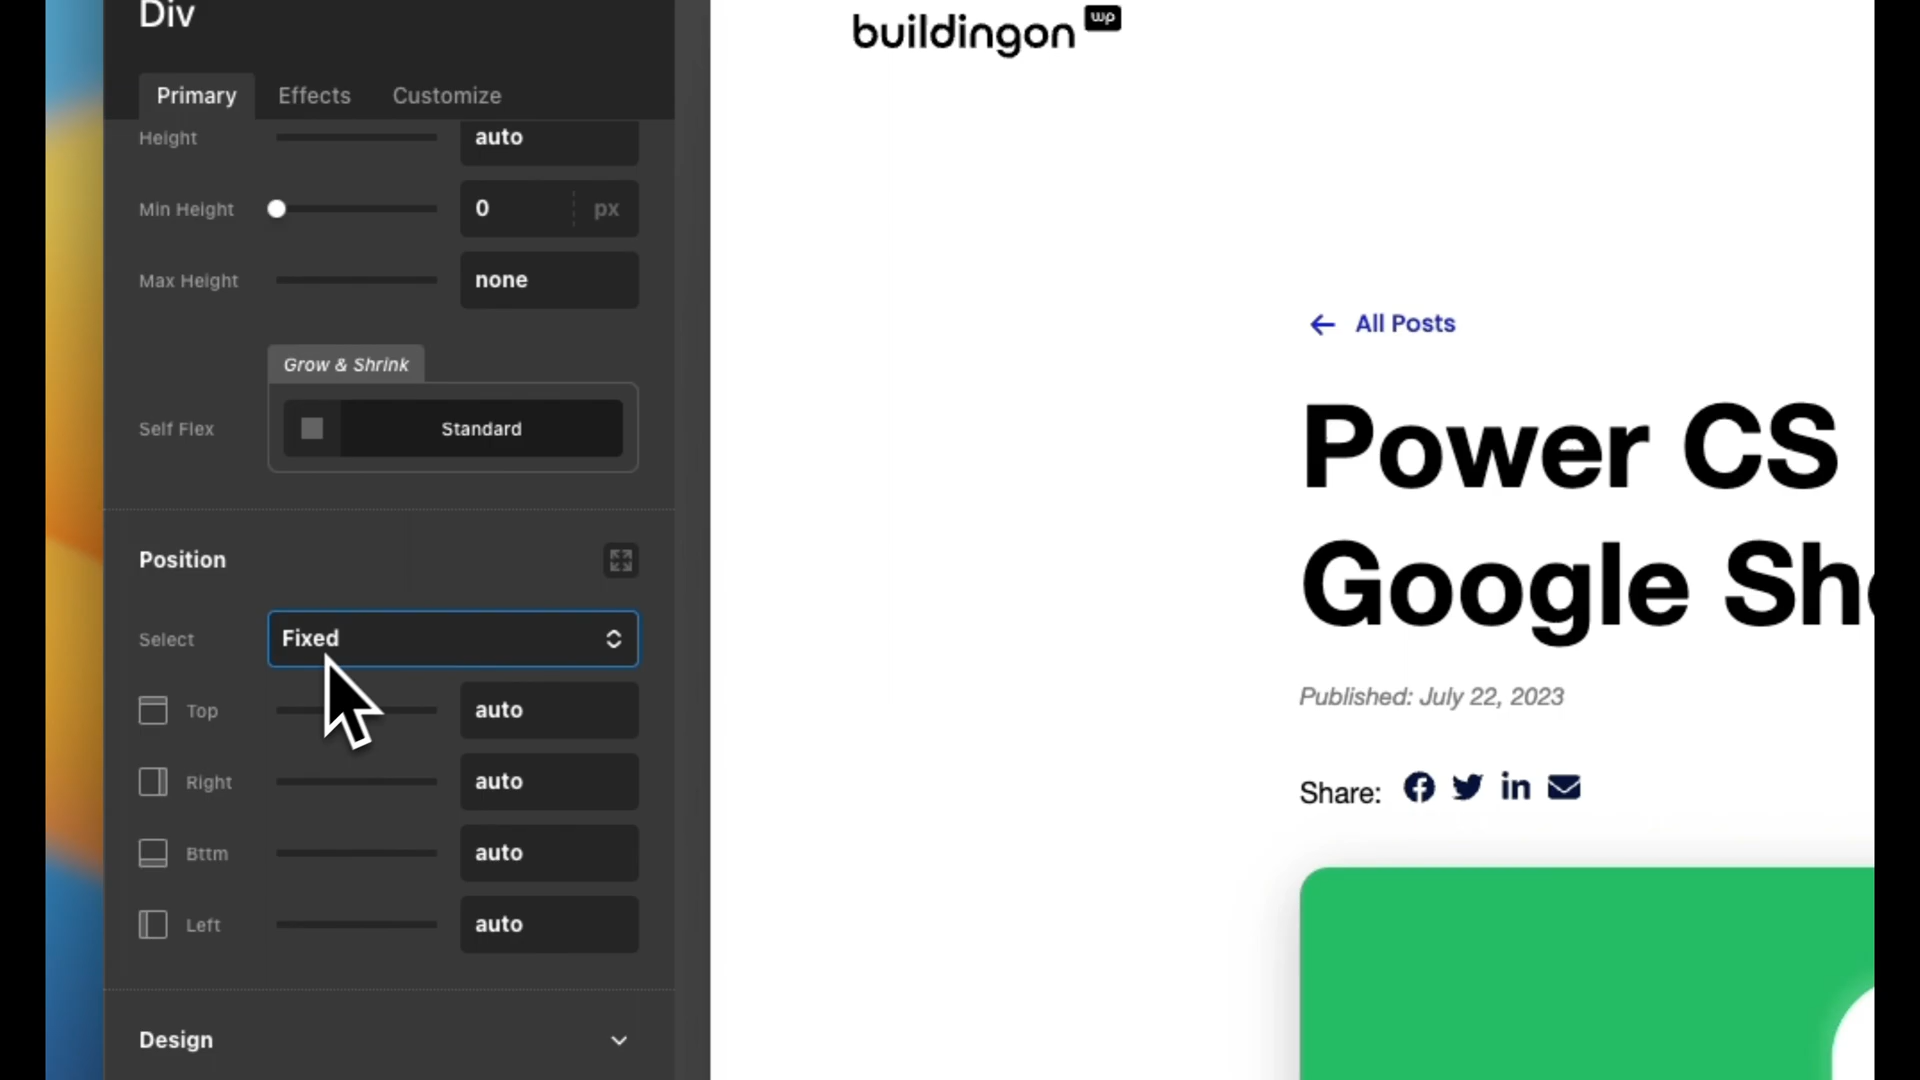 Div
Primary Effects Customize
Height auto
Min Height 0 px
Max Height none
Grow & Shrink
Self Flex Standard
Position
Select Fixed
Top auto
Right auto
Bttm auto
Left auto
Design
buildingon wp
All Posts
Power CS
Google Sh
Published: July 22, 2023
Share: